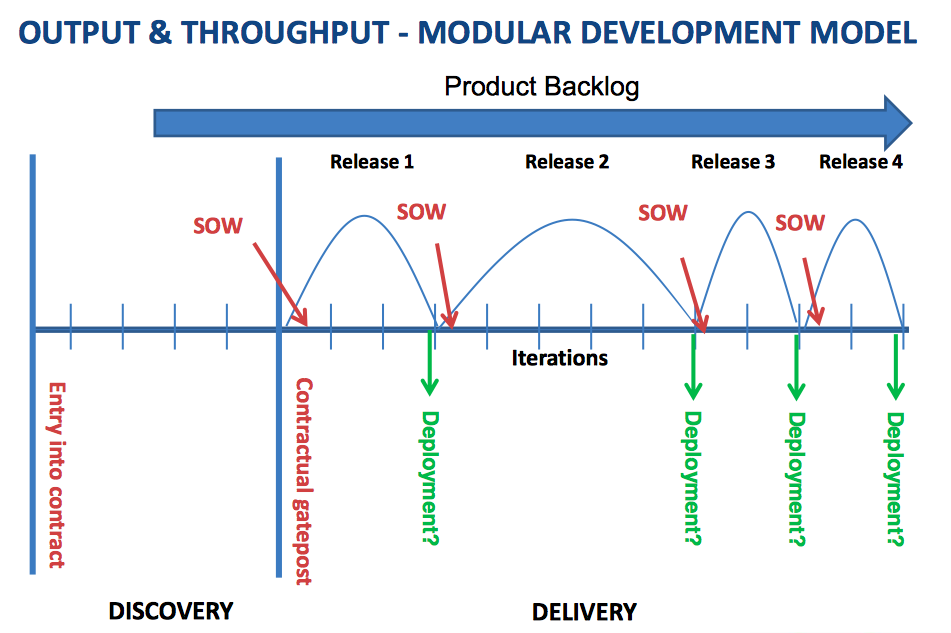 OUTPUT & THROUGHPUT - MODULAR DEVELOPMENT MODEL
Product Backlog
Release 1
Release 2
Release 3
Release 4
SOW
SOW
SOW
SOW
Iterations
Entry into contract
Contractual gatepost
Deployment?
Deployment?
Deployment?
Deployment?
DISCOVERY
DELIVERY